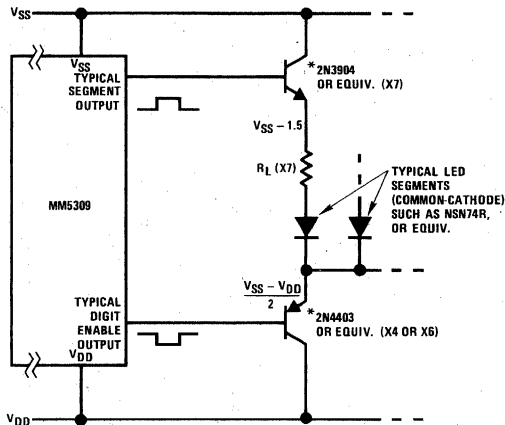 VSS
VSS
TYPICAL
SEGMENT
OUTPUT
* 2N3904
OR EQUIV. (X7)
VSS – 1.5
RL (X7)
TYPICAL LED
SEGMENTS
(COMMON-CATHODE)
SUCH AS NSN74R,
OR EQUIV.
MM5309
VSS – VDD
2
TYPICAL
DIGIT
ENABLE
OUTPUT
VDD
* 2N4403
OR EQUIV. (X4 OR X6)
VDD